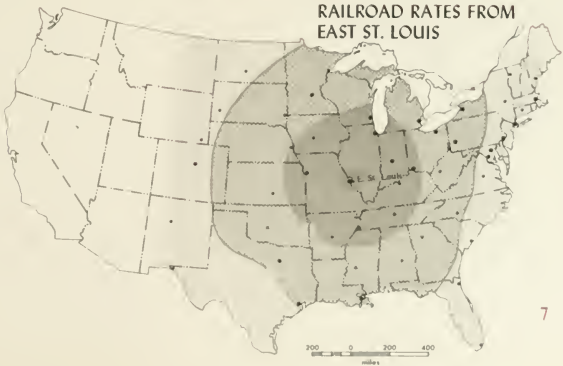 RAILROAD RATES FROM
EAST ST. LOUIS
E. St. Louis
7
200 0 200 400
miles